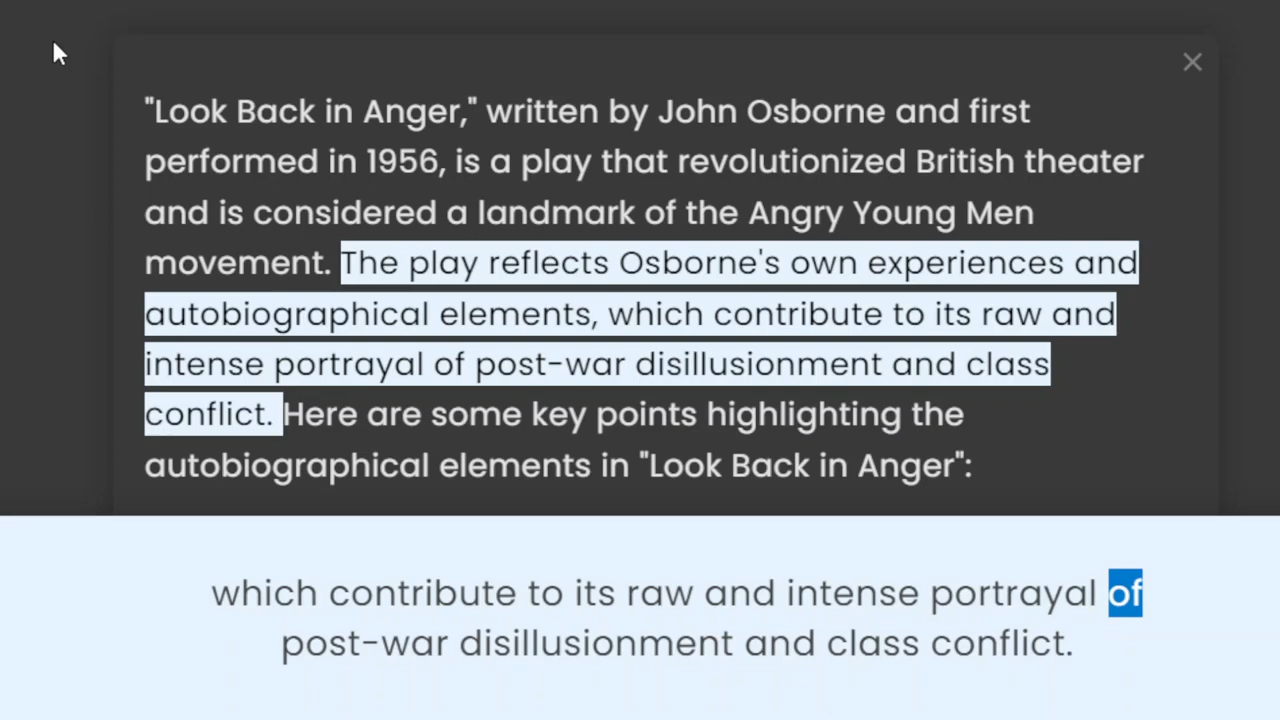 "Look Back in Anger," written by John Osborne and first
performed in 1956, is a play that revolutionized British theater
and is considered a landmark of the Angry Young Men
movement. The play reflects Osborne's own experiences and
autobiographical elements, which contribute to its raw and
intense portrayal of post-war disillusionment and class
conflict. Here are some key points highlighting the
autobiographical elements in "Look Back in Anger":
which contribute to its raw and intense portrayal of
post-war disillusionment and class conflict.